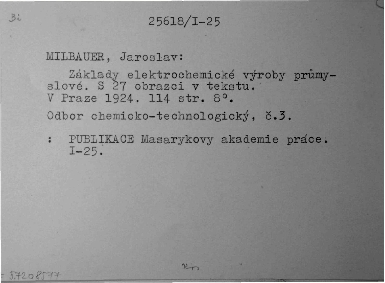 25618/I-25
MILBAUER, Jaroslav:
Základy elektrochemické výroby průmy-
slové. S 27 obrazci v textu.
V Praze 1924. 114 str. 8°.
Odbor chemicko-technologický, č.3.
: PUBLIKACE Masarykovy akademie práce.
I-25.